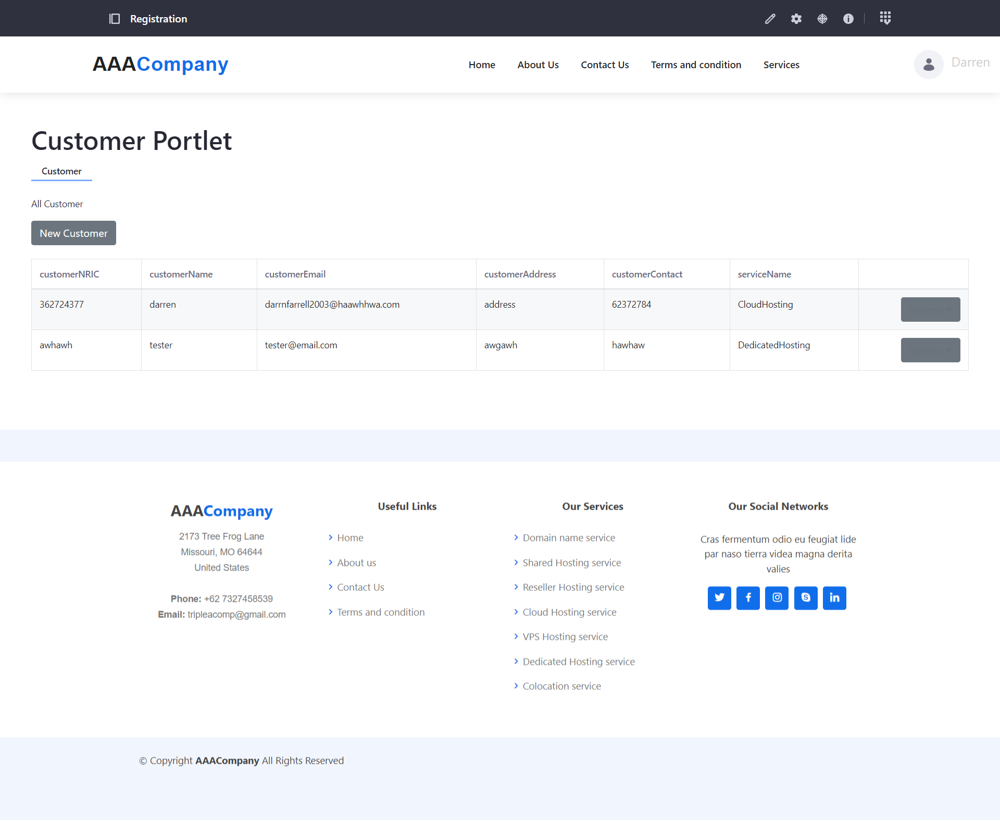 Registration
AAACompany
Home About Us Contact Us Terms and condition Services
Darren
Customer Portlet
Customer
All Customer
New Customer
customerNRIC customerName customerEmail customerAddress customerContact serviceName
362724377 darren darrnfarrell2003@haawhhwa.com address 62372784 CloudHosting Actions
awhawh tester tester@email.com awgawh hawhaw DedicatedHosting Actions
AAACompany
2173 Tree Frog Lane
Missouri, MO 64644
United States
Phone: +62 7327458539
Email: tripleacomp@gmail.com
Useful Links
Home
About us
Contact Us
Terms and condition
Our Services
Domain name service
Shared Hosting service
Reseller Hosting service
Cloud Hosting service
VPS Hosting service
Dedicated Hosting service
Colocation service
Our Social Networks
Cras fermentum odio eu feugiat lide
par naso tierra videa magna derita
valies
© Copyright AAACompany All Rights Reserved